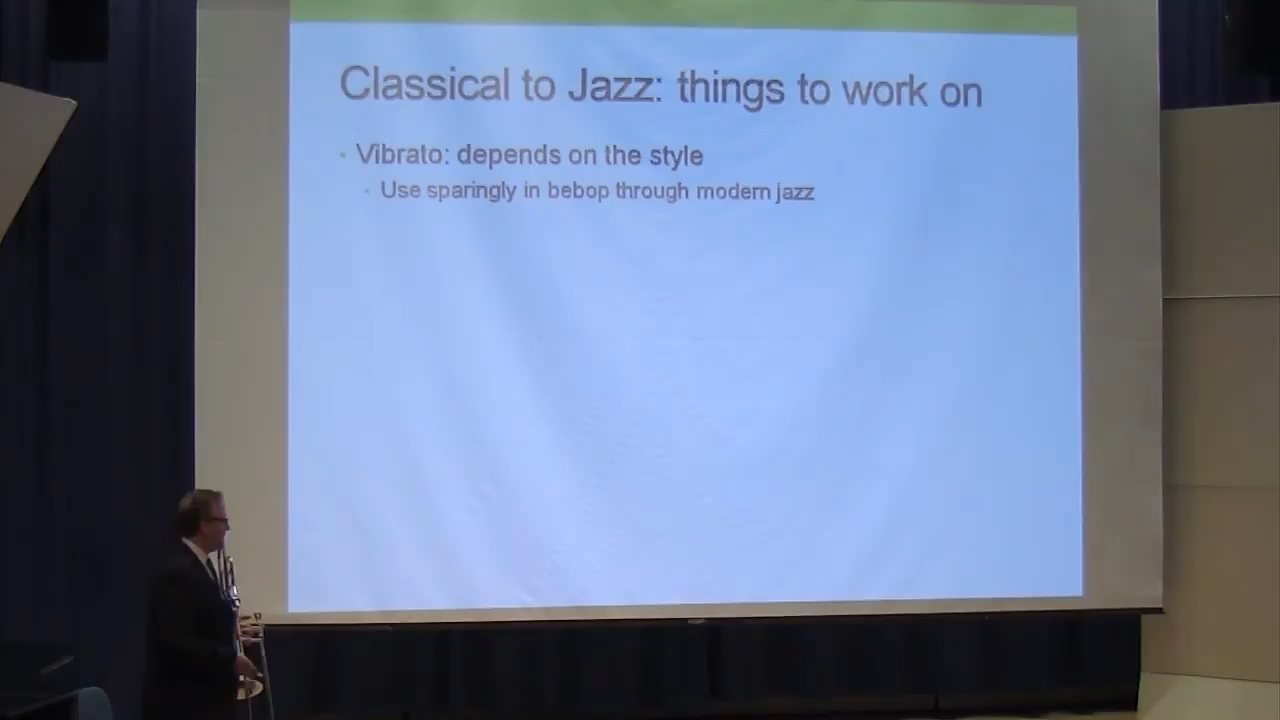 Classical to Jazz: things to work on
Vibrato: depends on the style
Use sparingly in bebop through modern jazz